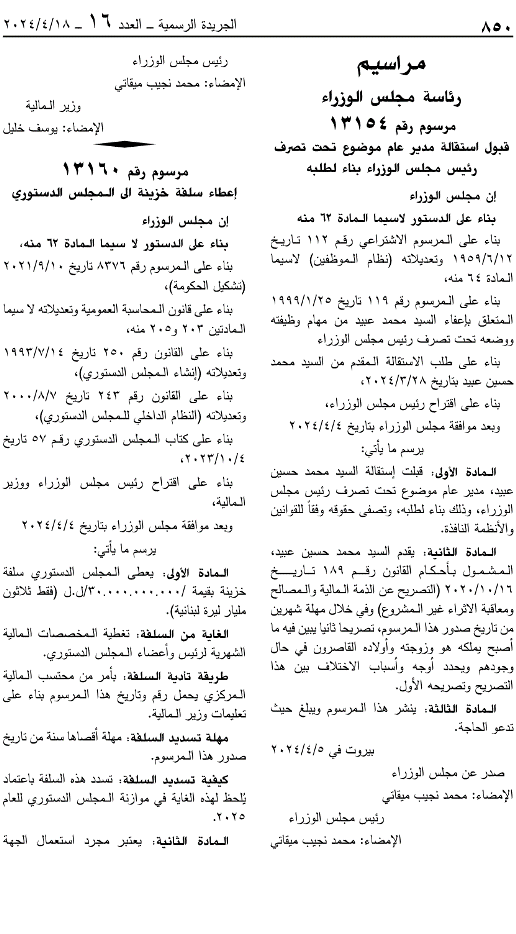 ٨٥٠
الجريدة الرسمية ــ العدد ١٦ ــ ٢٠٢٤/٤/١٨
مراسيم
رئاسة مجلس الوزراء
مرسوم رقم ١٣١٥٤
قبول استقالة مدير عام موضوع تحت تصرف
رئيس مجلس الوزراء بناء لطلبه
إن مجلس الوزراء
بناء على الدستور لاسيما المادة ٦٢ منه
بناء على المرسوم الاشتراعي رقم ١١٢ تاريخ
١٩٥٩/٦/١٢ وتعديلاته (نظام الموظفين) لاسيما
المادة ٦٤ منه،
بناء على المرسوم رقم ١١٩ تاريخ ١٩٩٩/١/٢٥
المتعلق بإعفاء السيد محمد عبيد من مهام وظيفته
ووضعه تحت تصرف رئيس مجلس الوزراء
بناء على طلب الاستقالة المقدم من السيد محمد
حسين عبيد بتاريخ ٢٠٢٤/٣/٢٨،
بناء على اقتراح رئيس مجلس الوزراء،
وبعد موافقة مجلس الوزراء بتاريخ ٢٠٢٤/٤/٤
يرسم ما يأتي:
المادة الأولى: قبلت إستقالة السيد محمد حسين
عبيد، مدير عام موضوع تحت تصرف رئيس مجلس
الوزراء، وذلك بناء لطلبه، وتصفى حقوقه وفقاً للقوانين
والأنظمة النافذة.
المادة الثانية: يقدم السيد محمد حسين عبيد،
المشمول بأحكام القانون رقم ١٨٩ تاريخ
٢٠٢٠/١٠/١٦ (التصريح عن الذمة المالية والمصالح
ومعاقبة الاثراء غير المشروع) وفي خلال مهلة شهرين
من تاريخ صدور هذا المرسوم، تصريحا ثانيا يبين فيه ما
أصبح يملكه هو وزوجته وأولاده القاصرون في حال
وجودهم ويحدد أوجه وأسباب الاختلاف بين هذا
التصريح وتصريحه الأول.
المادة الثالثة: ينشر هذا المرسوم ويبلغ حيث
تدعو الحاجة.
بيروت في ٢٠٢٤/٤/٥
صدر عن مجلس الوزراء
الإمضاء: محمد نجيب ميقاتي
رئيس مجلس الوزراء
الإمضاء: محمد نجيب ميقاتي
رئيس مجلس الوزراء
الإمضاء: محمد نجيب ميقاتي
وزير المالية
الإمضاء: يوسف خليل
مرسوم رقم ١٣١٦٠
إعطاء سلفة خزينة الى المجلس الدستوري
إن مجلس الوزراء
بناء على الدستور لا سيما المادة ٦٢ منه،
بناء على المرسوم رقم ٨٣٧٦ تاريخ ٢٠٢١/٩/١٠
(تشكيل الحكومة)،
بناء على قانون المحاسبة العمومية وتعديلاته لا سيما
المادتين ٢٠٣ و٢٠٥ منه،
بناء على القانون رقم ٢٥٠ تاريخ ١٩٩٣/٧/١٤
وتعديلاته (إنشاء المجلس الدستوري)،
بناء على القانون رقم ٢٤٣ تاريخ ٢٠٠٠/٨/٧
وتعديلاته (النظام الداخلي للمجلس الدستوري)،
بناء على كتاب المجلس الدستوري رقم ٥٧ تاريخ
٢٠٢٣/١٠/٤،
بناء على اقتراح رئيس مجلس الوزراء ووزير
المالية،
وبعد موافقة مجلس الوزراء بتاريخ ٢٠٢٤/٤/٤
يرسم ما يأتي:
المادة الأولى: يعطى المجلس الدستوري سلفة
خزينة بقيمة /٣٠.٠٠٠.٠٠٠.٠٠٠/ل.ل (فقط ثلاثون
مليار ليرة لبنانية).
الغاية من السلفة: تغطية المخصصات المالية
الشهرية لرئيس وأعضاء المجلس الدستوري.
طريقة تادية السلفة: بأمر من محتسب المالية
المركزي يحمل رقم وتاريخ هذا المرسوم بناء على
تعليمات وزير المالية.
مهلة تسديد السلفة: مهلة أقصاها سنة من تاريخ
صدور هذا المرسوم.
كيفية تسديد السلفة: تسدد هذه السلفة باعتماد
يُلحظ لهذه الغاية في موازنة المجلس الدستوري للعام
٢٠٢٥.
المادة الثانية: يعتبر مجرد استعمال الجهة